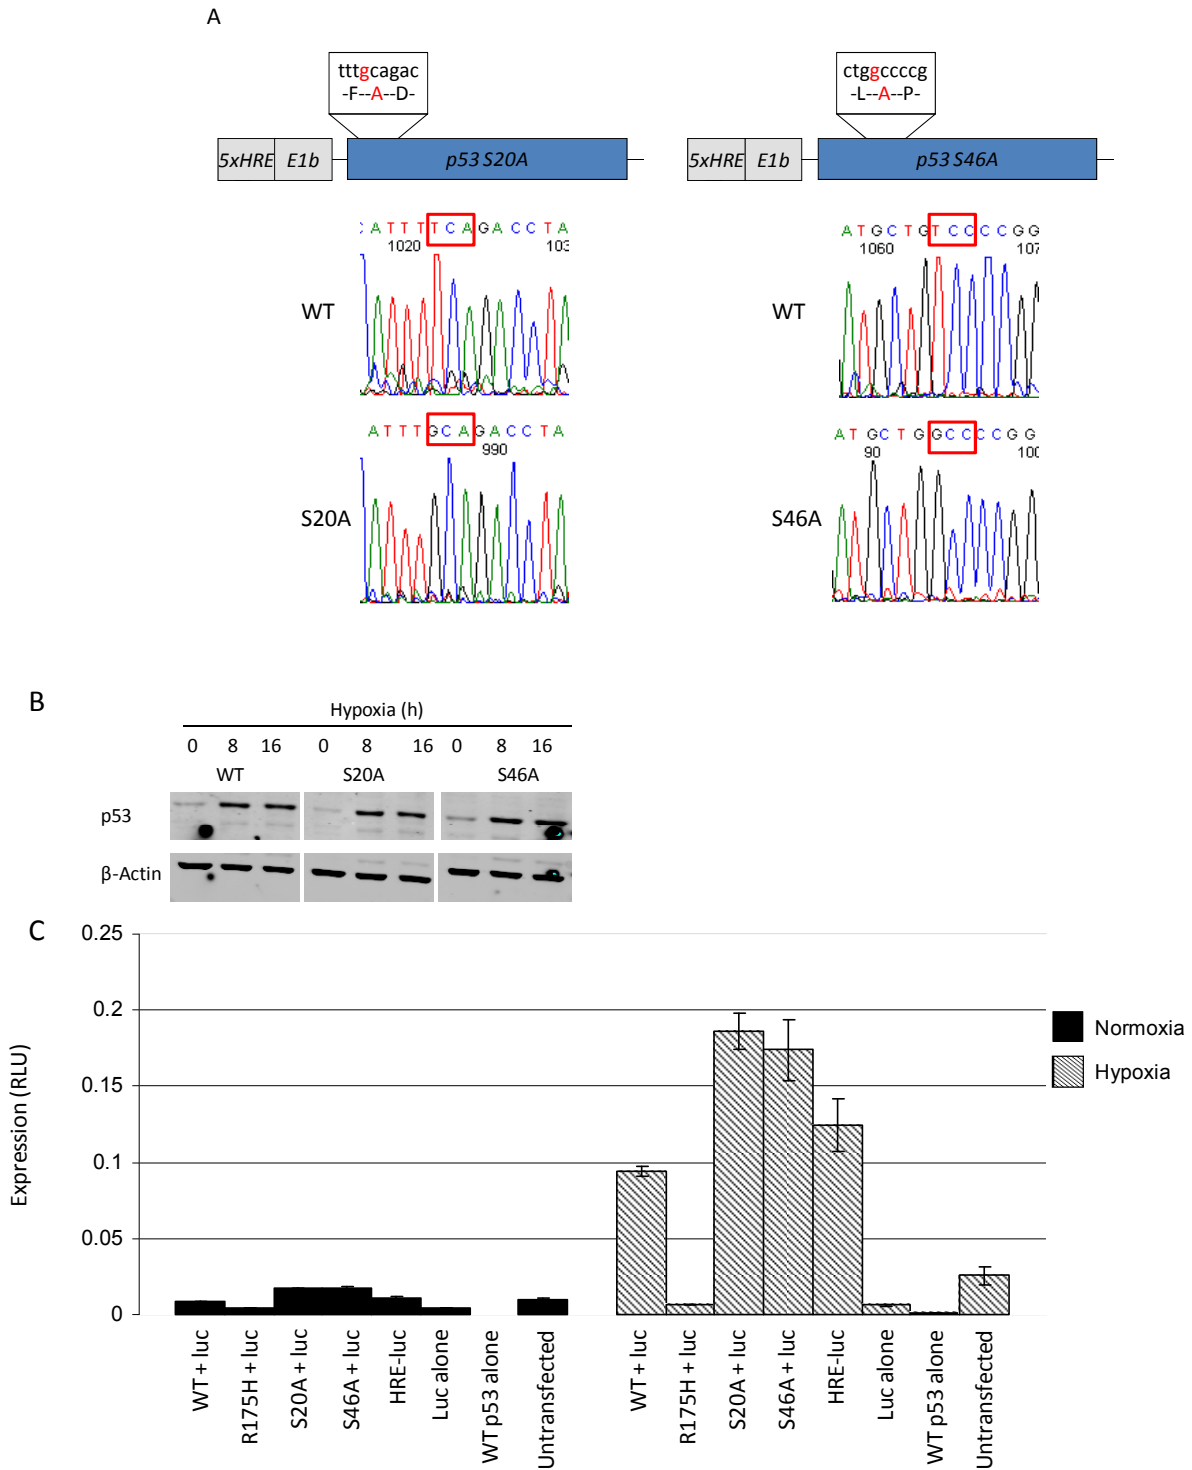 A
tttgcagac
-F--A--D-
ctggccccg
-L--A--P-
5xHRE E1b p53 S20A
5xHRE E1b p53 S46A
C A T T T T C A G A C C T A
1020 103
A T G C T G T C C C C G G
1060 107
WT
WT
A T T T G C A G A C C T A
990
A T G C T G G C C C C G G
90 100
S20A
S46A
B
Hypoxia (h)
0 8 16 0 8 16 0 8 16
WT S20A S46A
p53
β-Actin
C
0.25
0.2
0.15
0.1
0.05
0
Expression (RLU)
Normoxia
Hypoxia
WT + luc
R175H + luc
S20A + luc
S46A + luc
HRE-luc
Luc alone
WT p53 alone
Untransfected
WT + luc
R175H + luc
S20A + luc
S46A + luc
HRE-luc
Luc alone
WT p53 alone
Untransfected